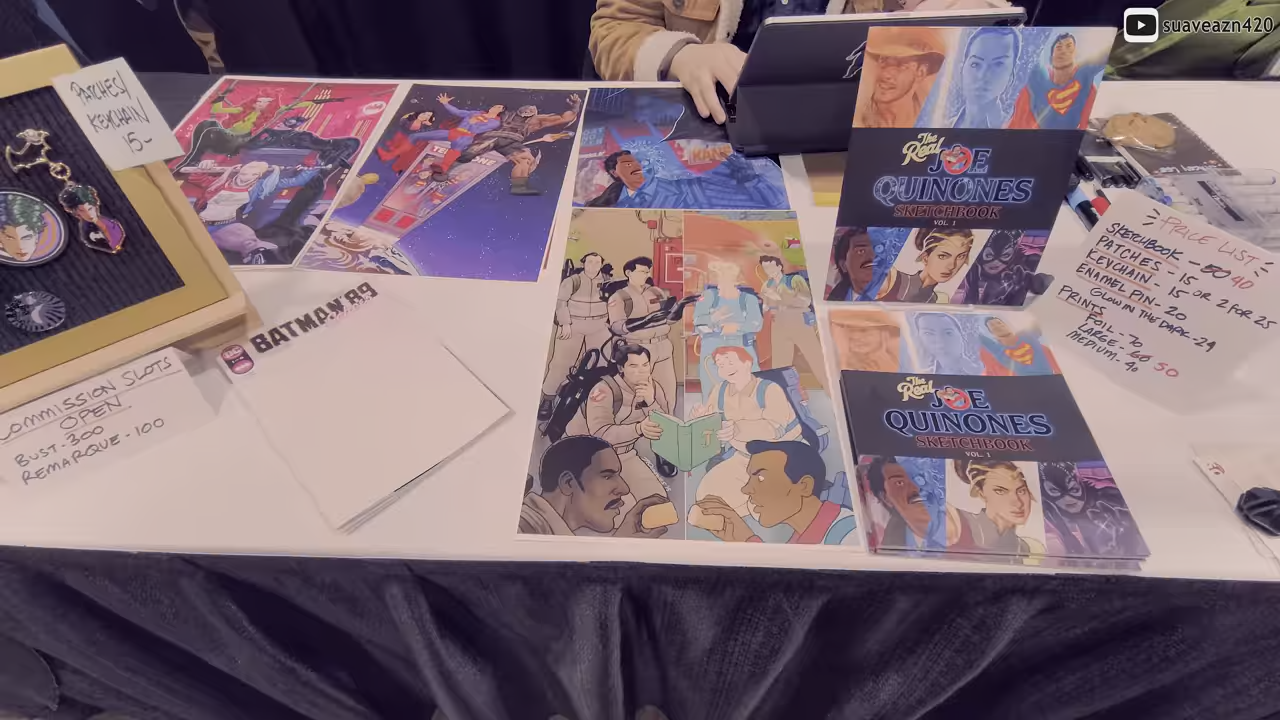 suaveazn420
PATCHES/
KEYCHAIN
15-
The Real
JOE
QUINONES
SKETCHBOOK
VOL. 1
PRICE LIST
SKETCHBOOK - 50 40
PATCHES - 15
KEYCHAIN - 15 OR 2 FOR 25
ENAMEL PIN - 20
GLOW IN THE DARK - 24
PRINTS
FOIL - 70
LARGE - 60 50
MEDIUM - 40
BATMAN '89
COMMISSION SLOTS
OPEN
BUST - 300
REMARQUE - 100
The Real
JOE
QUINONES
SKETCHBOOK
VOL. 1